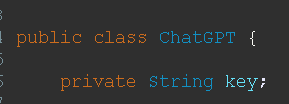 public class ChatGPT {
private String key;